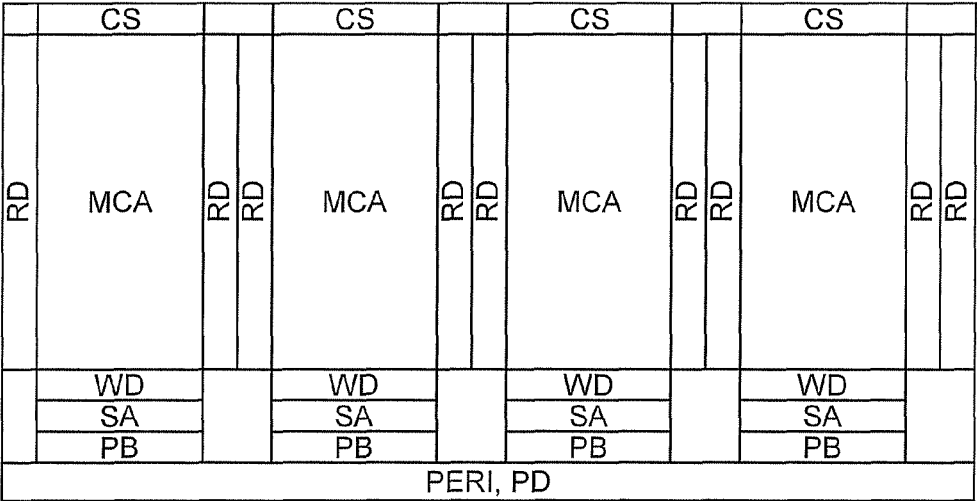 CS CS CS CS
RD MCA RD RD MCA RD RD MCA RD RD MCA RD RD
WD WD WD WD
SA SA SA SA
PB PB PB PB
PERI, PD